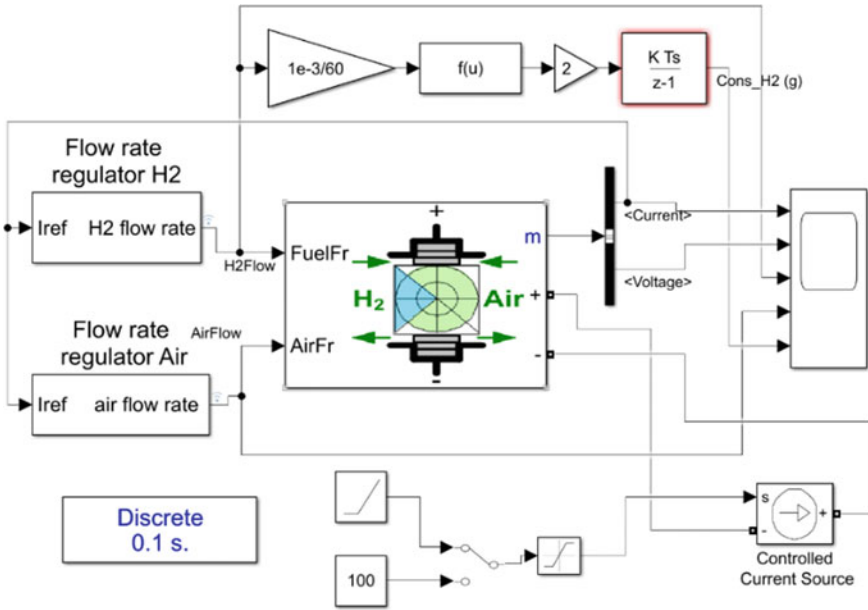 1e-3/60
f(u)
2
K Ts
z-1
Cons_H2 (g)
Flow rate
regulator H2
Iref
H2 flow rate
H2Flow
FuelFr
+
m
H₂
Air
+
<Current>
<Voltage>
Flow rate
regulator Air
AirFlow
AirFr
-
-
Iref
air flow rate
Discrete
0.1 s.
100
s
+
-
Controlled
Current Source